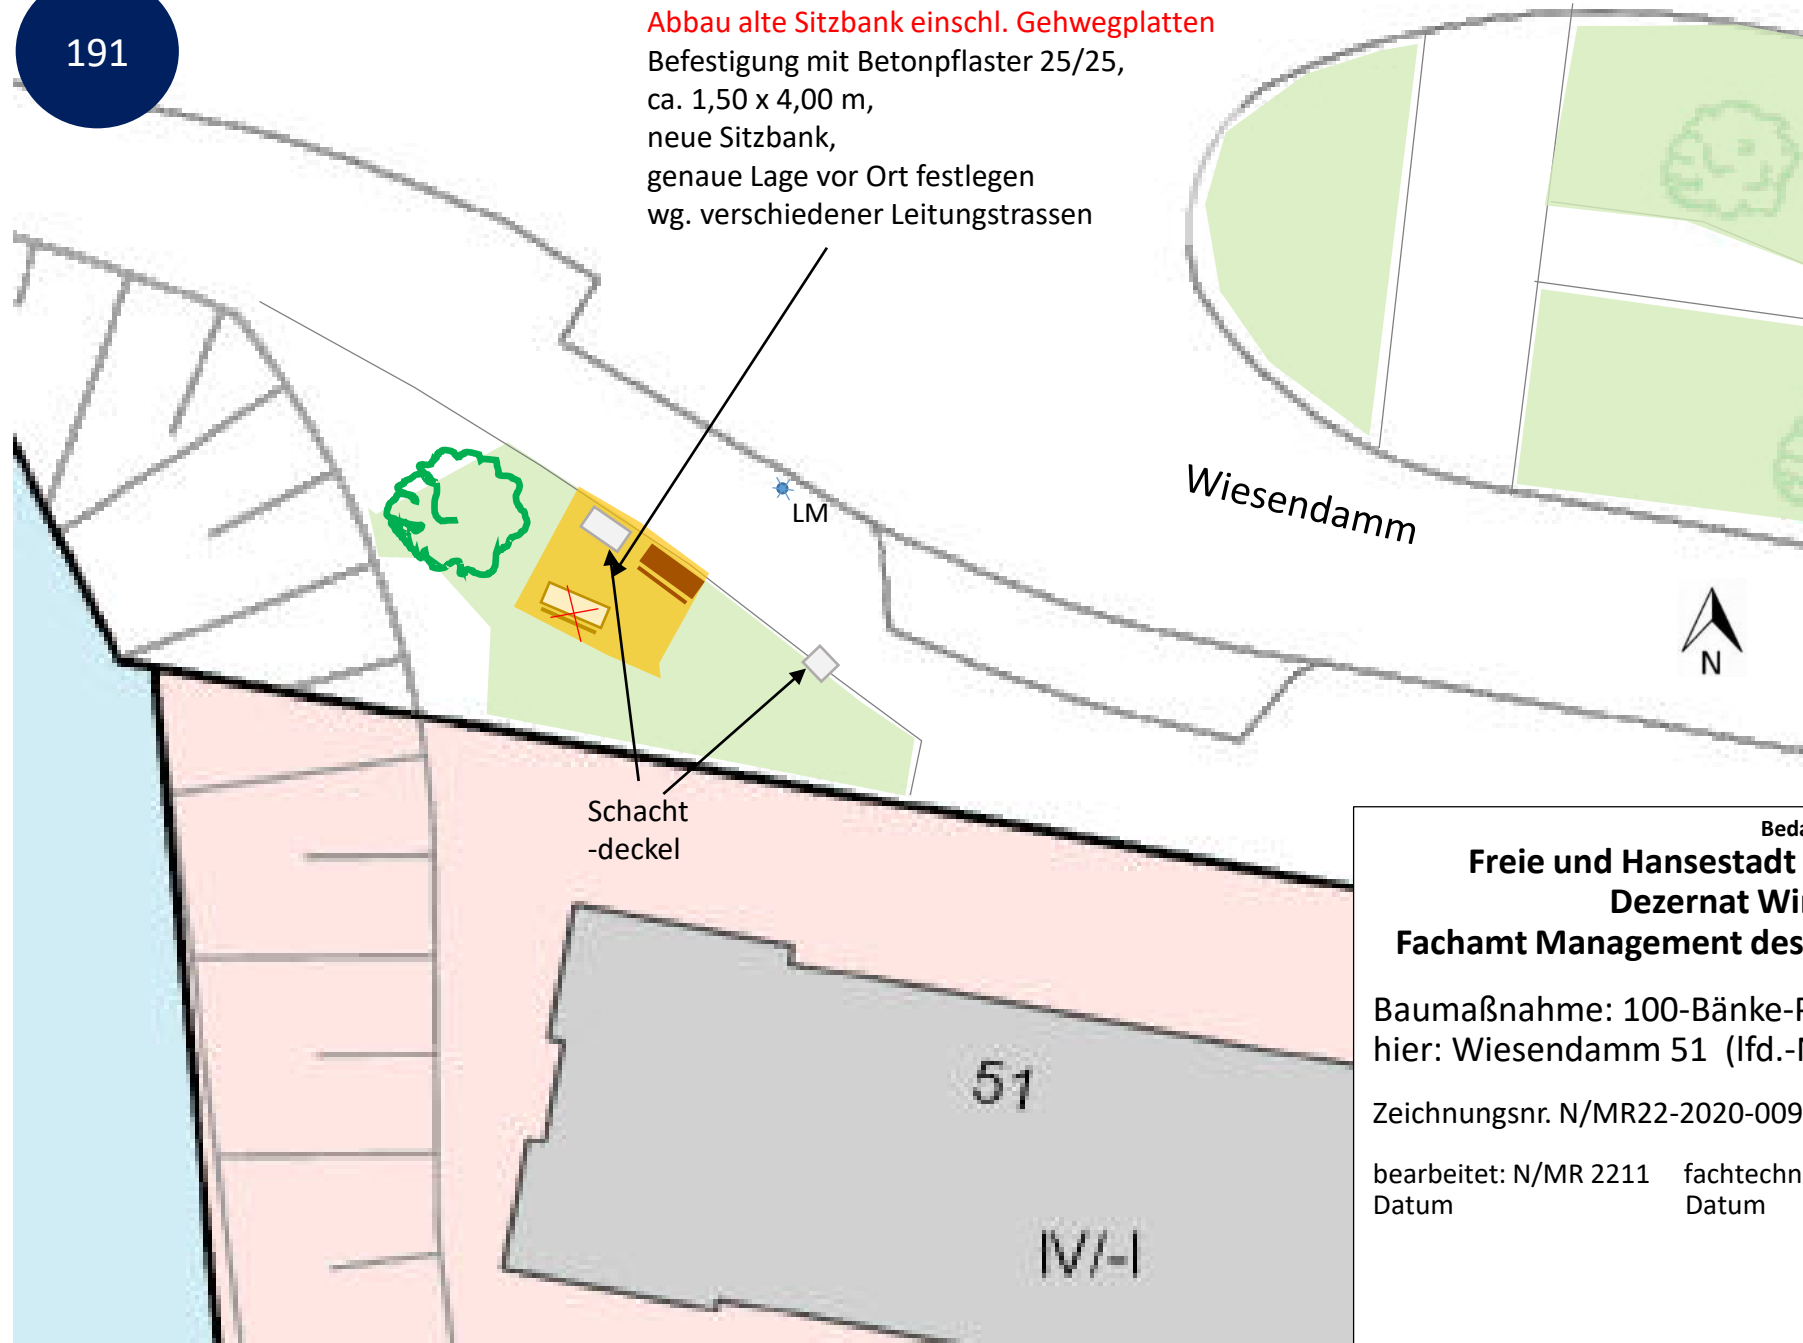 191
Abbau alte Sitzbank einschl. Gehwegplatten
Befestigung mit Betonpflaster 25/25,
ca. 1,50 x 4,00 m,
neue Sitzbank,
genaue Lage vor Ort festlegen
wg. verschiedener Leitungstrassen
Wiesendamm
LM
N
Schacht
-deckel
51
IV/-I
Freie und Hansestadt
Dezernat
Fachamt Management des
Baumaßnahme: 100-Bänke-
hier: Wiesendamm 51 (lfd.-
Zeichnungsnr. N/MR22-2020-009
bearbeitet: N/MR 2211 fachtechn
Datum Datum